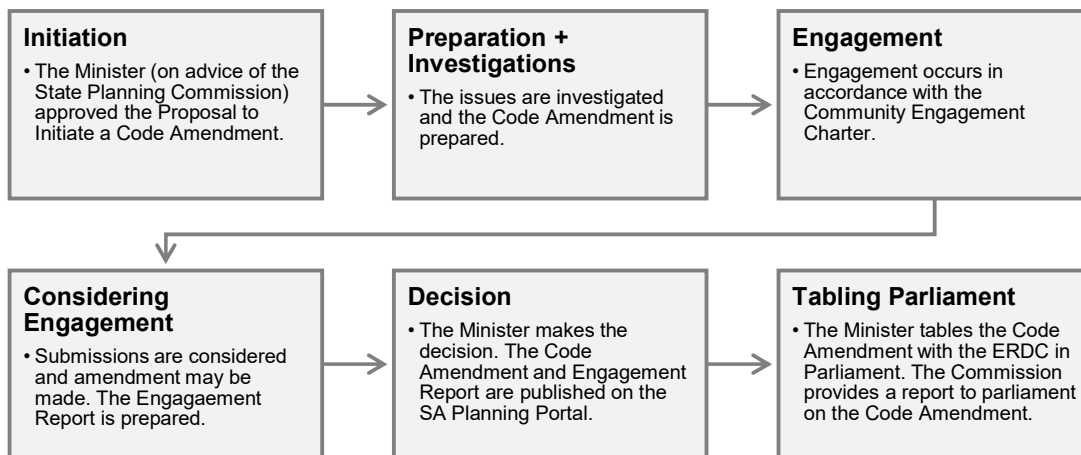 Initiation
• The Minister (on advice of the
State Planning Commission)
approved the Proposal to
Initiate a Code Amendment.
Preparation +
Investigations
• The issues are investigated
and the Code Amendment is
prepared.
Engagement
• Engagement occurs in
accordance with the
Community Engagement
Charter.
Considering
Engagement
• Submissions are considered
and amendment may be
made. The Engagaement
Report is prepared.
Decision
• The Minister makes the
decision. The Code
Amendment and Engagement
Report are published on the
SA Planning Portal.
Tabling Parliament
• The Minister tables the Code
Amendment with the ERDC in
Parliament. The Commission
provides a report to parliament
on the Code Amendment.